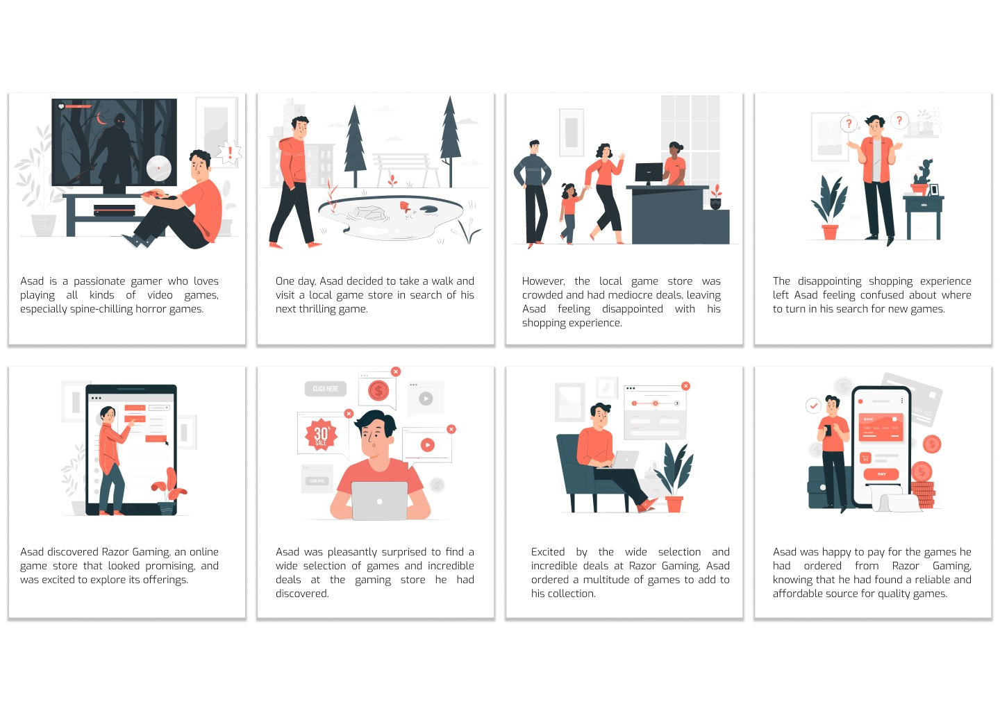 Asad is a passionate gamer who loves
playing all kinds of video games,
especially spine-chilling horror games.
One day, Asad decided to take a walk and
visit a local game store in search of his
next thrilling game.
However, the local game store was
crowded and had mediocre deals, leaving
Asad feeling disappointed with his
shopping experience.
?
?
The disappointing shopping experience
left Asad feeling confused about where
to turn in his search for new games.
Asad discovered Razor Gaming, an online
game store that looked promising, and
was excited to explore its offerings.
CLICK HERE
$
30%
SALE
CLICK HERE
$
Asad was pleasantly surprised to find a
wide selection of games and incredible
deals at the gaming store he had
discovered.
1 2 3
Excited by the wide selection and
incredible deals at Razor Gaming, Asad
ordered a multitude of games to add to
his collection.
$
BANK
$
$
$
PAY
Asad was happy to pay for the games he
had ordered from Razor Gaming,
knowing that he had found a reliable and
affordable source for quality games.